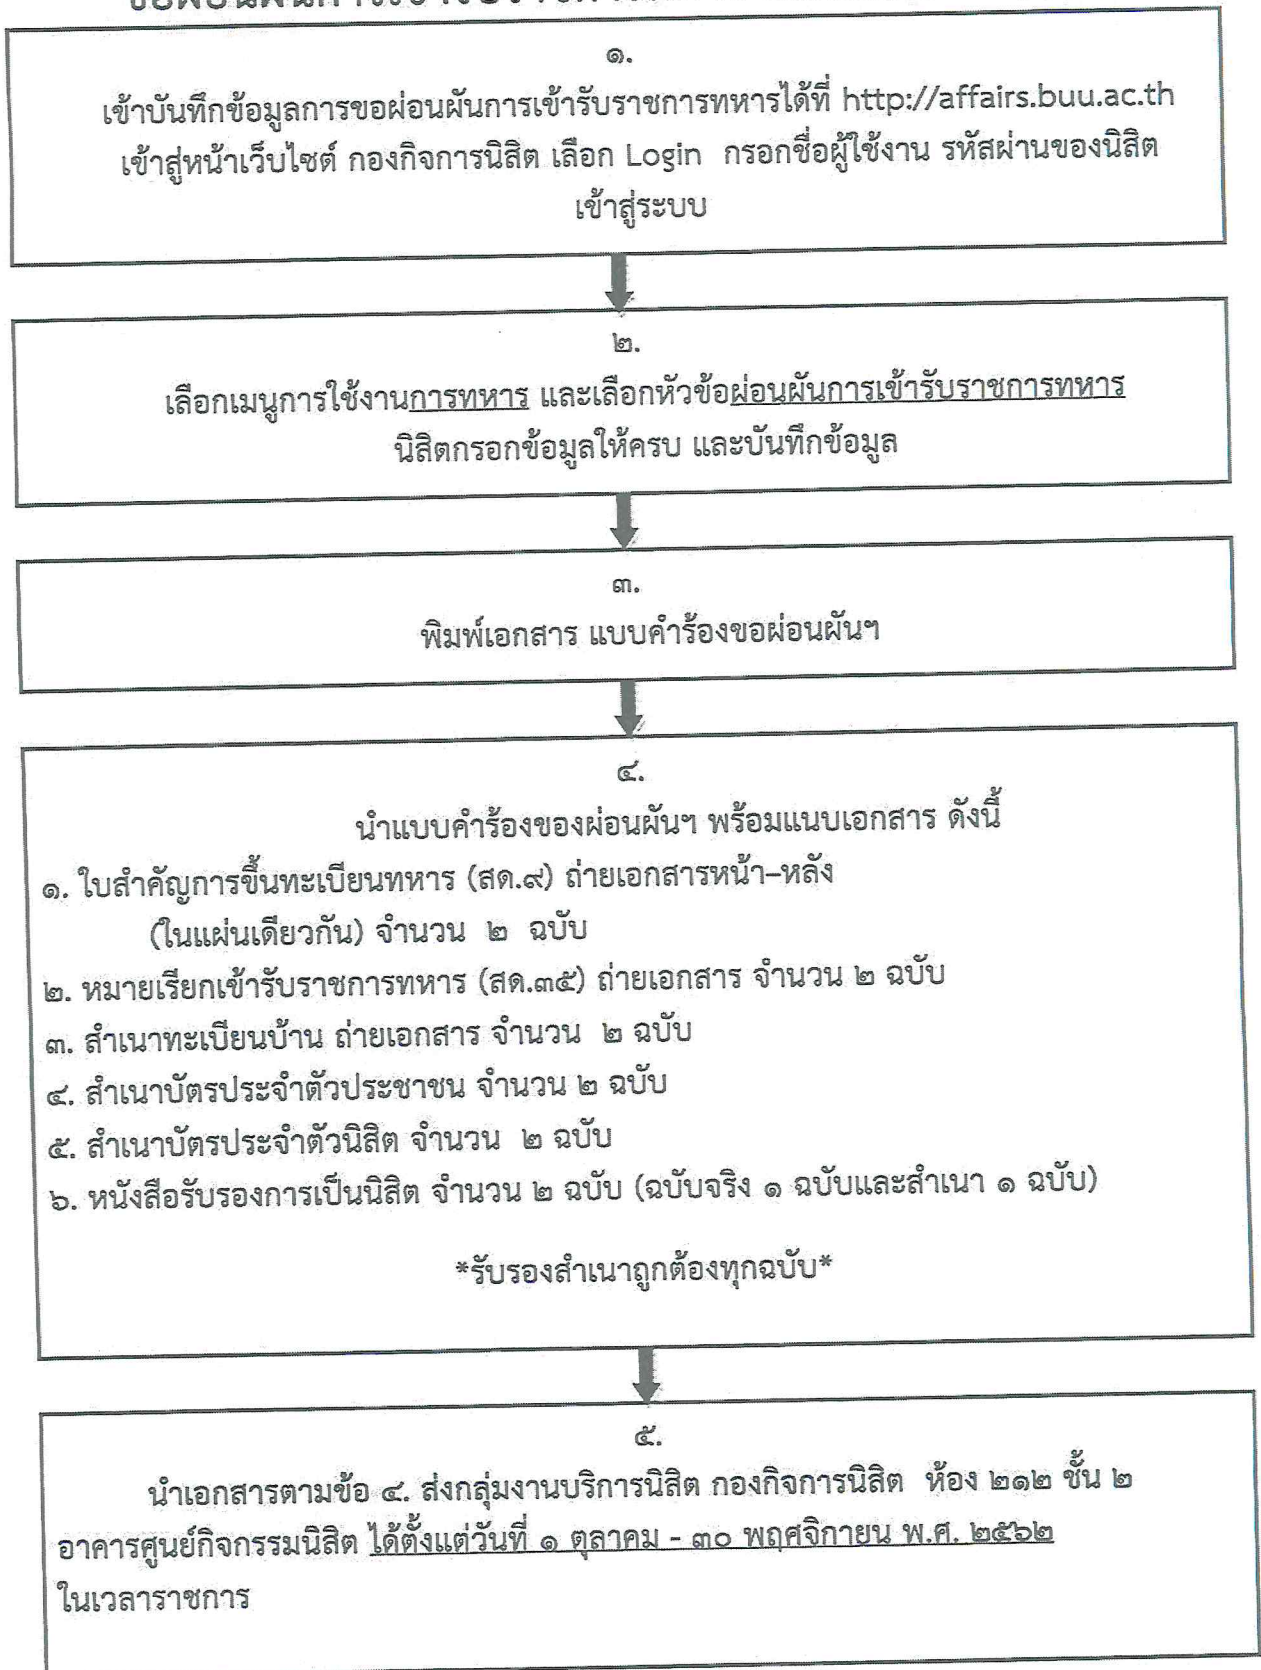 ๑.
เข้าบันทึกข้อมูลการขอผ่อนผันการเข้ารับราชการทหารได้ที่ http://affairs.buu.ac.th
เข้าสู่หน้าเว็บไซต์ กองกิจการนิสิต เลือก Login กรอกชื่อผู้ใช้งาน รหัสผ่านของนิสิต
เข้าสู่ระบบ
๒.
เลือกเมนูการใช้งานการทหาร และเลือกหัวข้อผ่อนผันการเข้ารับราชการทหาร
นิสิตกรอกข้อมูลให้ครบ และบันทึกข้อมูล
๓.
พิมพ์เอกสาร แบบคำร้องขอผ่อนผันฯ
๔.
นำแบบคำร้องของผ่อนผันฯ พร้อมแนบเอกสาร ดังนี้
๑. ใบสำคัญการขึ้นทะเบียนทหาร (สด.๙) ถ่ายเอกสารหน้า–หลัง
(ในแผ่นเดียวกัน) จำนวน ๒ ฉบับ
๒. หมายเรียกเข้ารับราชการทหาร (สด.๓๕) ถ่ายเอกสาร จำนวน ๒ ฉบับ
๓. สำเนาทะเบียนบ้าน ถ่ายเอกสาร จำนวน ๒ ฉบับ
๔. สำเนาบัตรประจำตัวประชาชน จำนวน ๒ ฉบับ
๕. สำเนาบัตรประจำตัวนิสิต จำนวน ๒ ฉบับ
๖. หนังสือรับรองการเป็นนิสิต จำนวน ๒ ฉบับ (ฉบับจริง ๑ ฉบับและสำเนา ๑ ฉบับ)
*รับรองสำเนาถูกต้องทุกฉบับ*
๕.
นำเอกสารตามข้อ ๔. ส่งกลุ่มงานบริการนิสิต กองกิจการนิสิต ห้อง ๒๑๒ ชั้น ๒
อาคารศูนย์กิจกรรมนิสิต ได้ตั้งแต่วันที่ ๑ ตุลาคม - ๓๐ พฤศจิกายน พ.ศ. ๒๕๖๒
ในเวลาราชการ